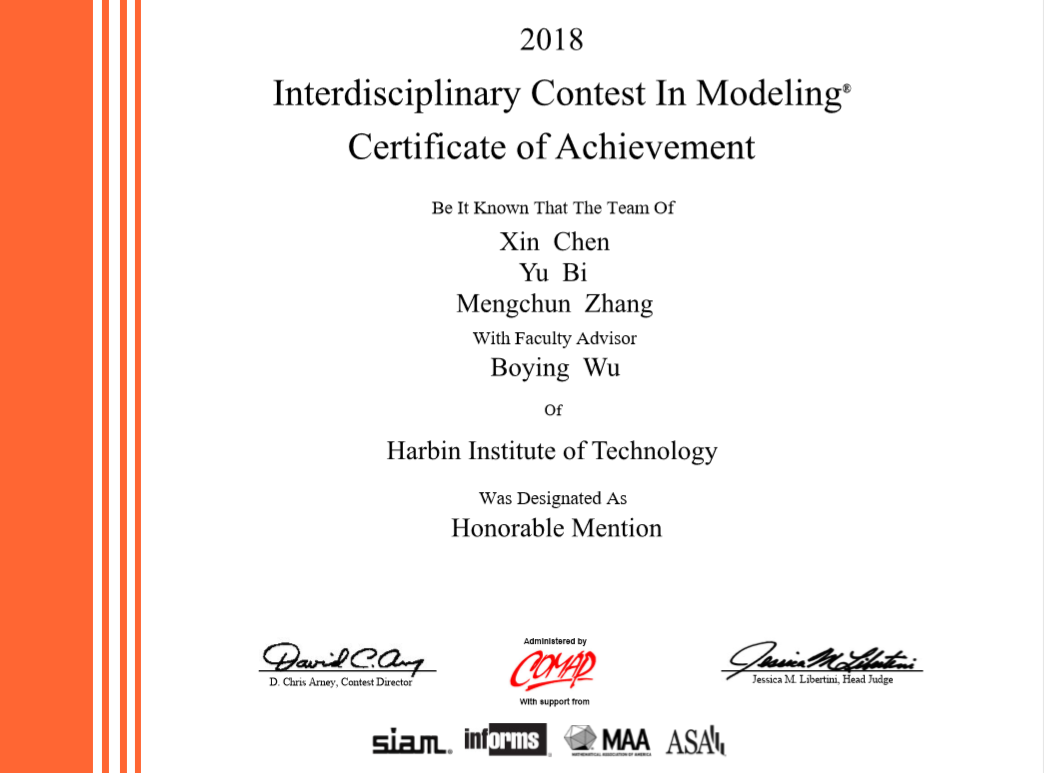 2018
Interdisciplinary Contest In Modeling®
Certificate of Achievement
Be It Known That The Team Of
Xin Chen
Yu Bi
Mengchun Zhang
With Faculty Advisor
Boying Wu
Of
Harbin Institute of Technology
Was Designated As
Honorable Mention
David C. Arney
D. Chris Arney, Contest Director
Administered by
COMAP
With support from
Jessica M Libertini
Jessica M. Libertini, Head Judge
siam. informs MAA ASA
MATHEMATICAL ASSOCIATION OF AMERICA